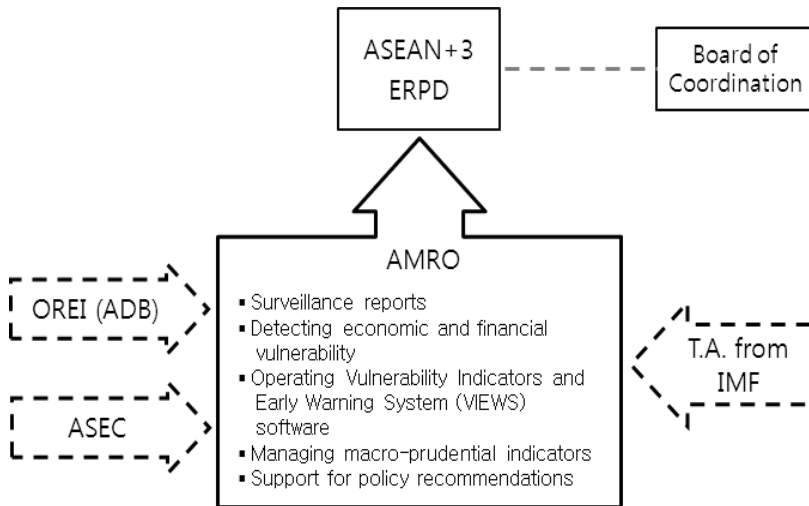 ASEAN+3
ERPD
Board of
Coordination
AMRO
▪ Surveillance reports
▪ Detecting economic and financial
vulnerability
▪ Operating Vulnerability Indicators and
Early Warning System (VIEWS)
software
▪ Managing macro-prudential indicators
▪ Support for policy recommendations
OREI (ADB)
ASEC
T.A. from
IMF